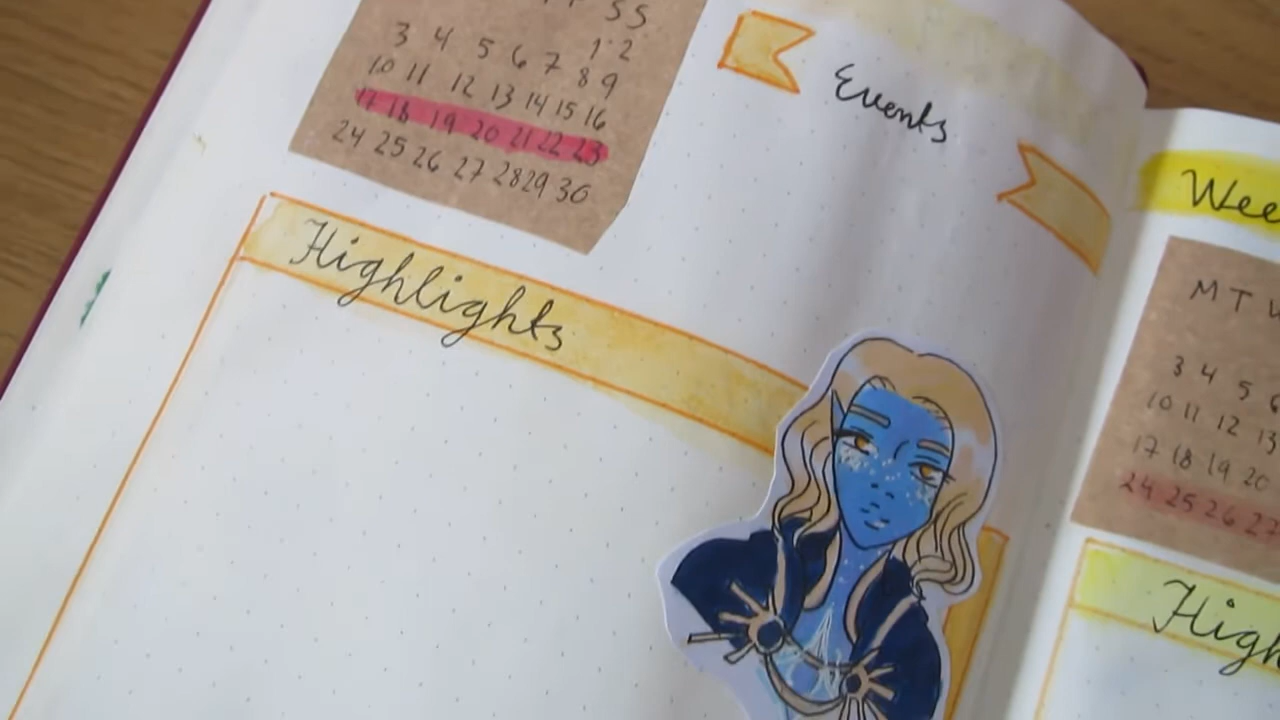 S S
1 2
3 4 5 6 7 8 9
10 11 12 13 14 15 16
17 18 19 20 21 22 23
24 25 26 27 28 29 30
Events
Highlights
M T
3 4 5
10 11 12 13
17 18 19 20
24 25 26 27